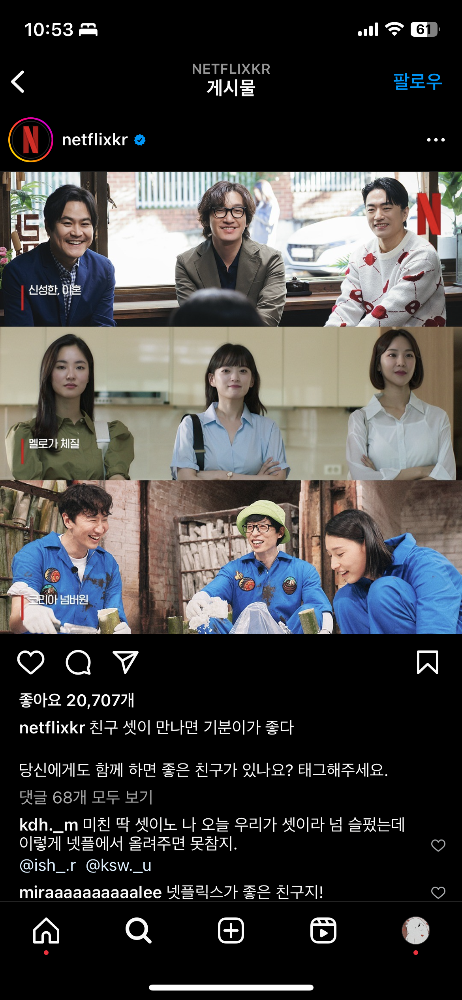 10:53
61
NETFLIXKR
게시물
팔로우
netflixkr
신성한, 이혼
멜로가 체질
코리아 넘버원
좋아요 20,707개
netflixkr 친구 셋이 만나면 기분이가 좋다
당신에게도 함께 하면 좋은 친구가 있나요? 태그해주세요.
댓글 68개 모두 보기
kdh._m 미친 딱 셋이노 나 오늘 우리가 셋이라 넘 슬펐는데
이렇게 넷플에서 올려주면 못참지.
@ish_.r @ksw._u
miraaaaaaaaaalee 넷플릭스가 좋은 친구지!